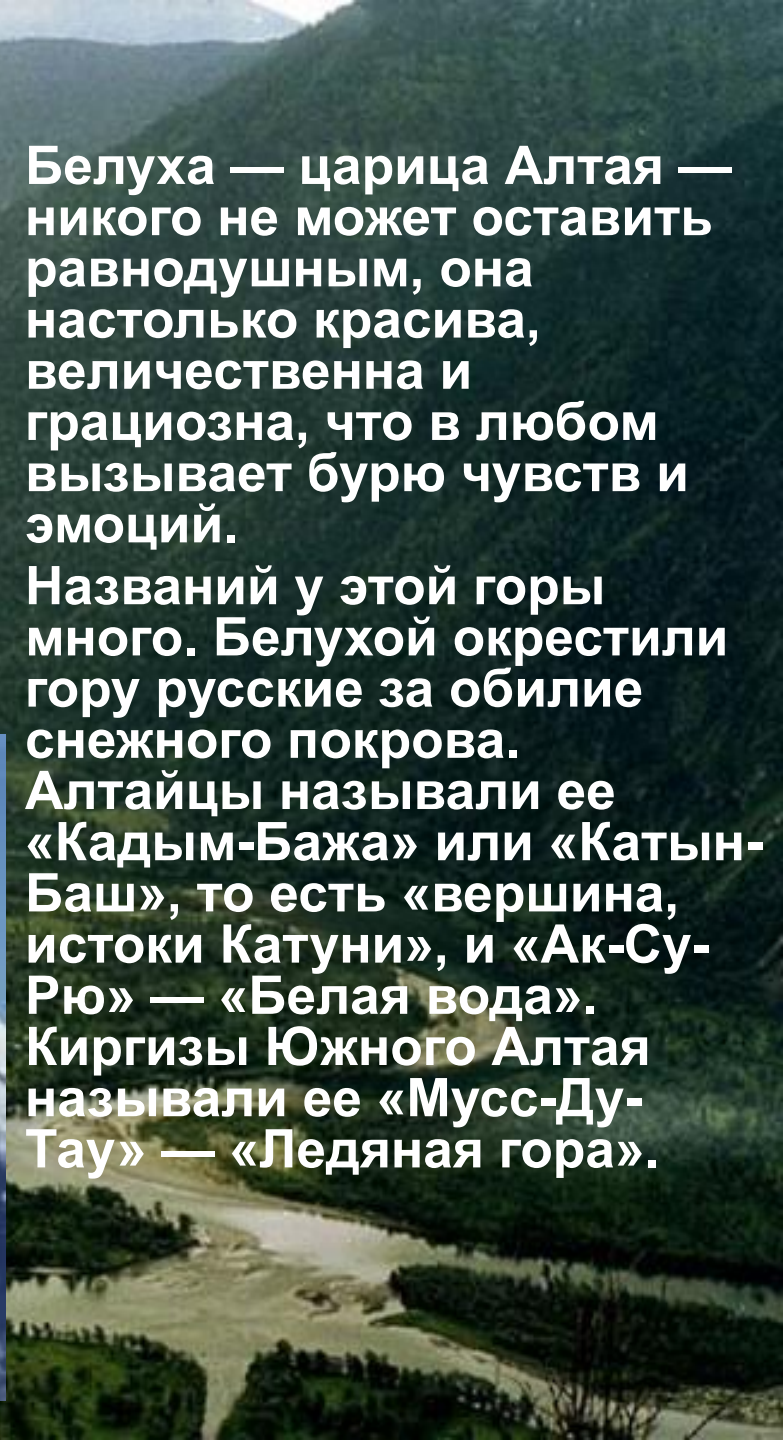 Белуха — царица Алтая —
никого не может оставить
равнодушным, она
настолько красива,
величественна и
грациозна, что в любом
вызывает бурю чувств и
эмоций.
Названий у этой горы
много. Белухой окрестили
гору русские за обилие
снежного покрова.
Алтайцы называли ее
«Кадым-Бажа» или «Катын-
Баш», то есть «вершина,
истоки Катуни», и «Ак-Су-
Рю» — «Белая вода».
Киргизы Южного Алтая
называли ее «Мусс-Ду-
Тау» — «Ледяная гора».